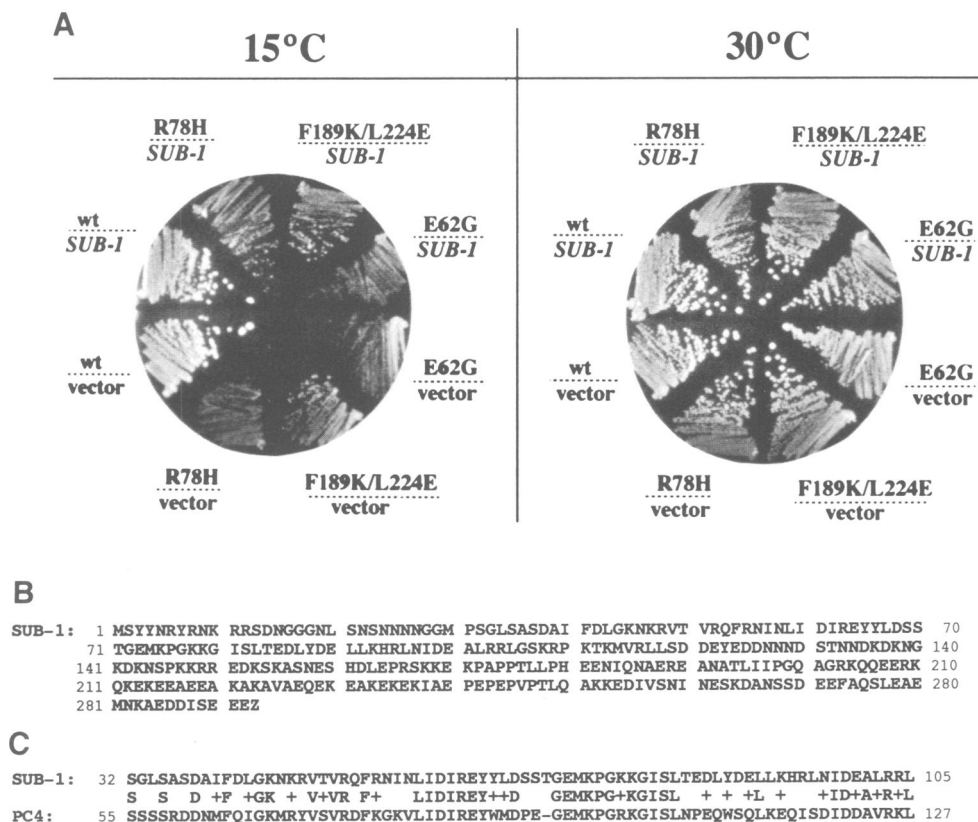 A
15°C 30°C
R78H F189K/L224E R78H F189K/L224E
SUB-1 SUB-1 SUB-1 SUB-1
wt E62G wt E62G
SUB-1 SUB-1 SUB-1 SUB-1
wt E62G wt E62G
vector vector vector vector
R78H F189K/L224E R78H F189K/L224E
vector vector vector vector
B
SUB-1: 1 MSYYNRYRNK RRSDNGGGNL SNSNNNNGGM PSGLSASDAI FDLGKNKRVT VRQFRNINLI DIREYYLDSS 70
71 TGEMKPGKKG ISLTEDLYDE LLKHRLNIDE ALRRLGSKRP KTKMVRLLSD DEYEDDNNND STNNDKDKNG 140
141 KDKNSPKKRR EDKSKASNES HDLEPRSKKE KPAPPTLLPH EENIQNAERE ANATLIIPGQ AGRKQQEERK 210
211 QKEKEEAEEA KAKAVAEQEK EAKEKEKIAE PEPEPVPTLQ AKKEDIVSNI NESKDANSSD EEFAQSLEAE 280
281 MNKAEDDISE EEZ
C
SUB-1: 32 SGLSASDAIFDLGKNKRVTVRQFRNINLIDIREYYLDSSTGEMKPGKKGISLTEDLYDELLKHRLNIDEALRRL 105
S S D +F +GK + V+VR F+ LIDIREY++D GEMKPG+KGISL + + +L + +ID+A+R+L
PC4: 55 SSSSRDDNMFQIGKMRYVSVRDFKGKVLIDIREYWMDPE-GEMKPGRKGISLNPEQWSQLKEQISDIDDAVRKL 127